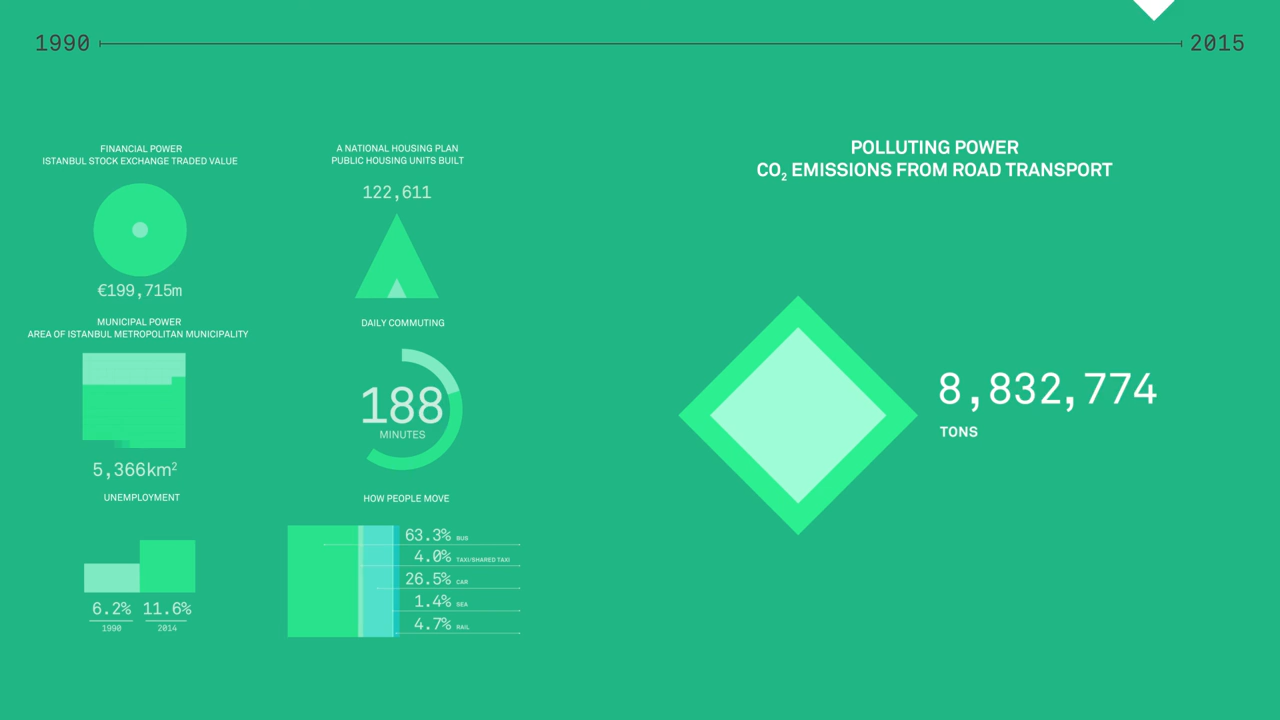 1990
2015
FINANCIAL POWER
ISTANBUL STOCK EXCHANGE TRADED VALUE
€199,715m
A NATIONAL HOUSING PLAN
PUBLIC HOUSING UNITS BUILT
122,611
MUNICIPAL POWER
AREA OF ISTANBUL METROPOLITAN MUNICIPALITY
5,366km²
DAILY COMMUTING
188
MINUTES
UNEMPLOYMENT
6.2% 11.6%
1990 2014
HOW PEOPLE MOVE
63.3% BUS
4.0% TAXI/SHARED TAXI
26.5% CAR
1.4% SEA
4.7% RAIL
POLLUTING POWER
CO₂ EMISSIONS FROM ROAD TRANSPORT
8,832,774
TONS